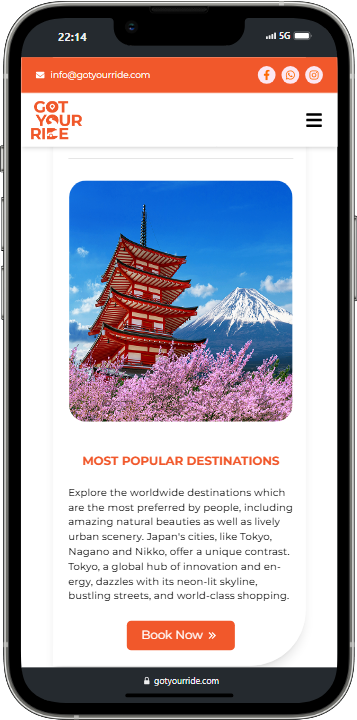 22:14
5G
info@gotyourride.com
GOT
YOUR
RIDE
MOST POPULAR DESTINATIONS
Explore the worldwide destinations which
are the most preferred by people, including
amazing natural beauties as well as lively
urban scenery. Japan's cities, like Tokyo,
Nagano and Nikko, offer a unique contrast.
Tokyo, a global hub of innovation and en-
ergy, dazzles with its neon-lit skyline,
bustling streets, and world-class shopping.
Book Now »
gotyourride.com